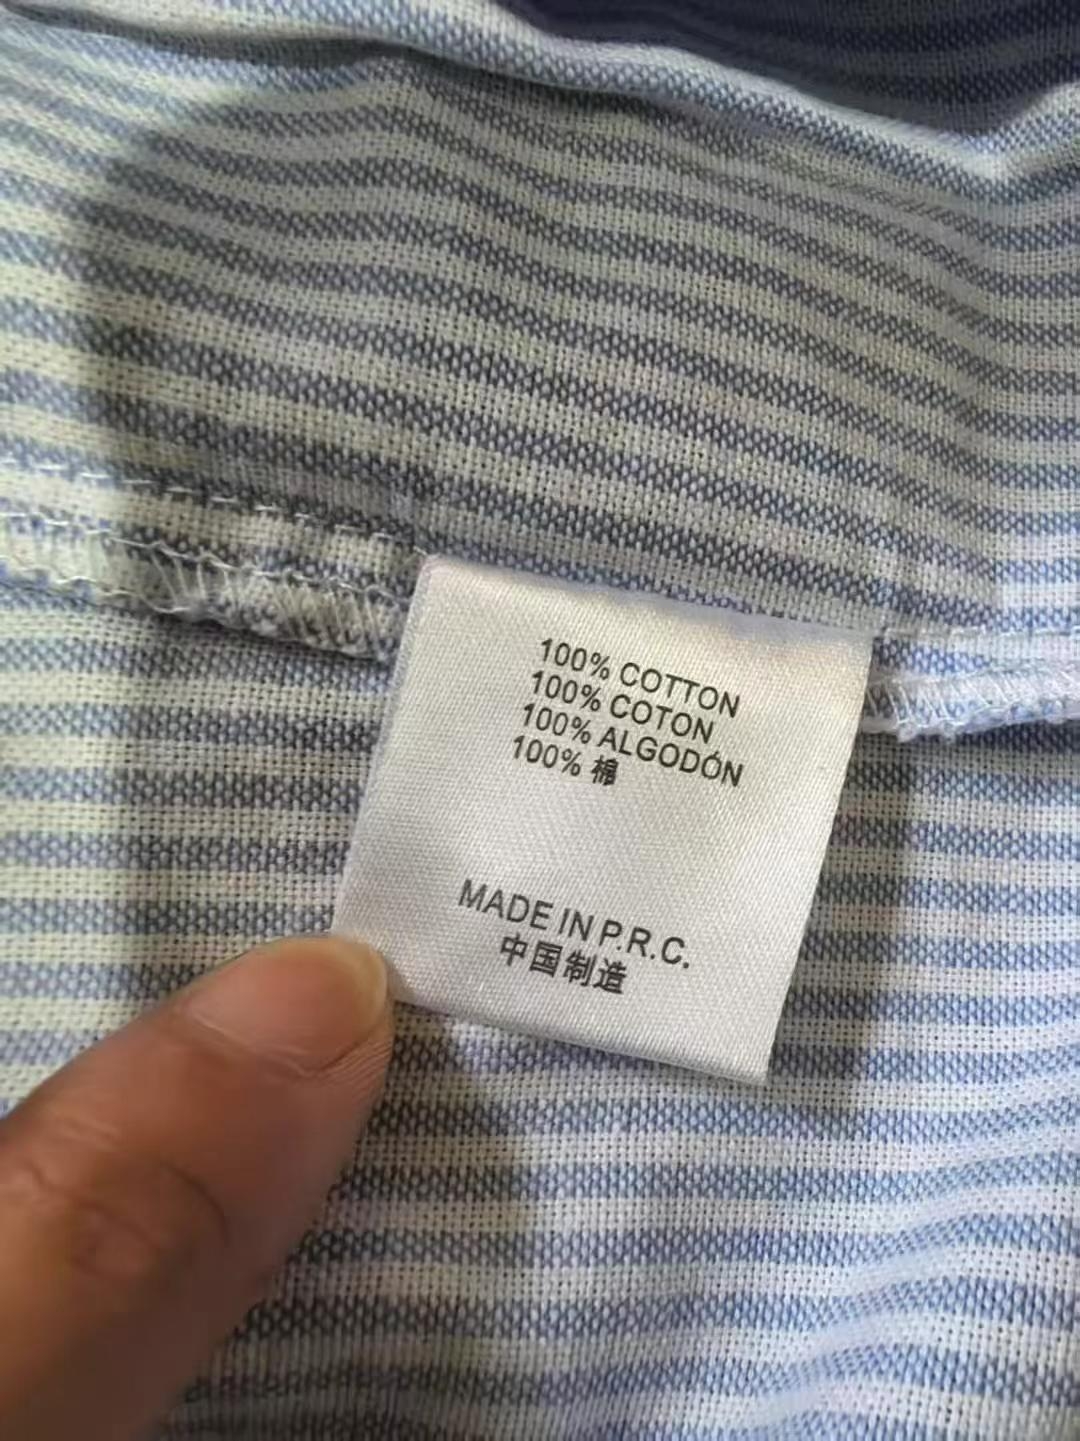 100% COTTON
100% COTON
100% ALGODÓN
100% 棉
MADE IN P.R.C.
中国制造